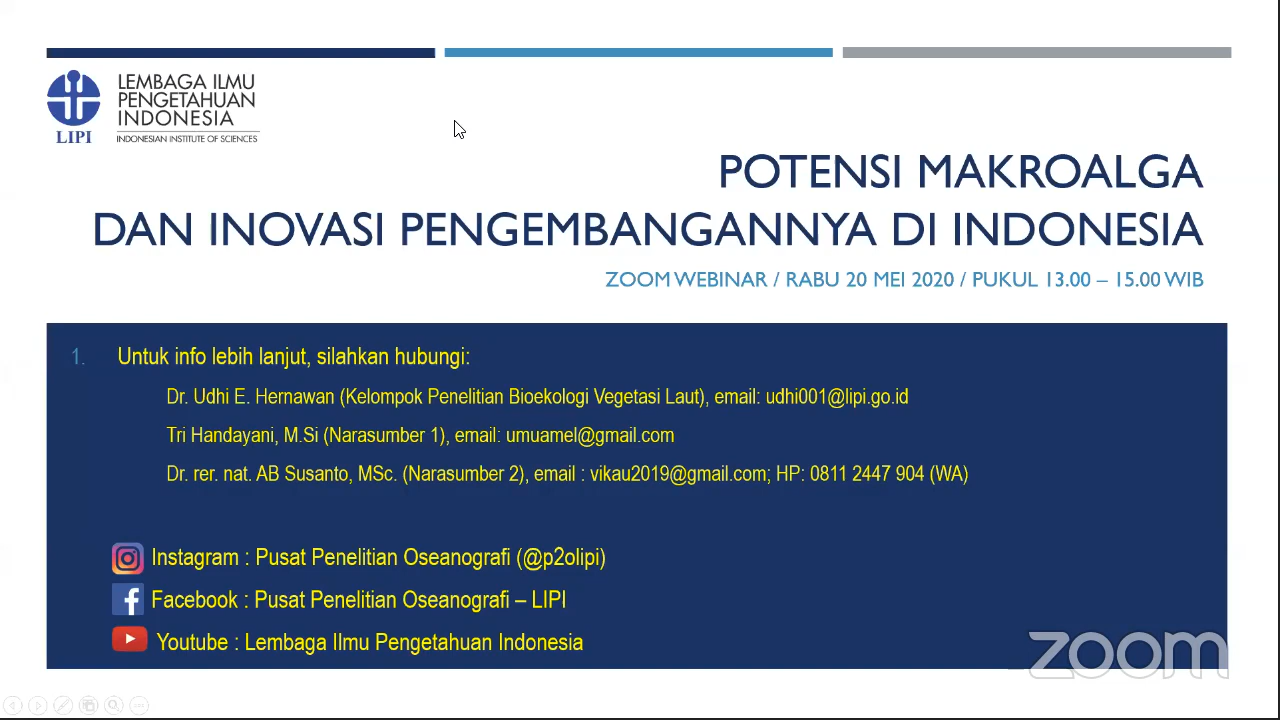 LEMBAGA ILMU
PENGETAHUAN
INDONESIA
LIPI
INDONESIAN INSTITUTE OF SCIENCES
POTENSI MAKROALGA
DAN INOVASI PENGEMBANGANNYA DI INDONESIA
ZOOM WEBINAR / RABU 20 MEI 2020 / PUKUL 13.00 – 15.00 WIB
1. Untuk info lebih lanjut, silahkan hubungi:
Dr. Udhi E. Hernawan (Kelompok Penelitian Bioekologi Vegetasi Laut), email: udhi001@lipi.go.id
Tri Handayani, M.Si (Narasumber 1), email: umuamel@gmail.com
Dr. rer. nat. AB Susanto, MSc. (Narasumber 2), email : vikau2019@gmail.com; HP: 0811 2447 904 (WA)
Instagram : Pusat Penelitian Oseanografi (@p2olipi)
Facebook : Pusat Penelitian Oseanografi – LIPI
Youtube : Lembaga Ilmu Pengetahuan Indonesia
zoom